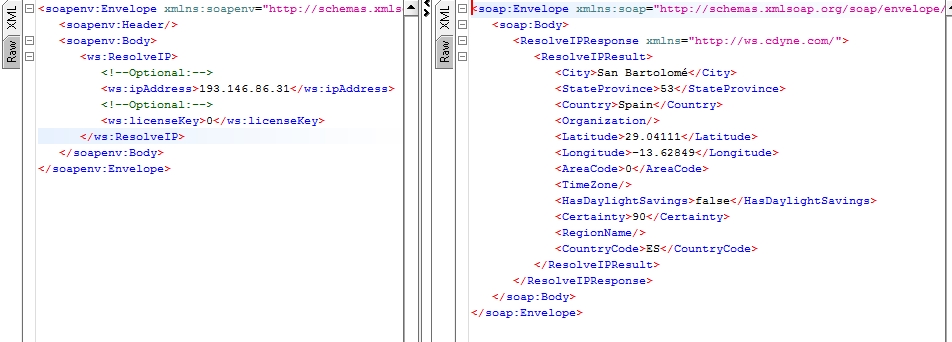 XML
Raw
<soapenv:Envelope xmlns:soapenv="http://schemas.xmls
<soapenv:Header/>
<soapenv:Body>
<ws:ResolveIP>
<!--Optional:-->
<ws:ipAddress>193.146.86.31</ws:ipAddress>
<!--Optional:-->
<ws:licenseKey>0</ws:licenseKey>
</ws:ResolveIP>
</soapenv:Body>
</soapenv:Envelope>
XML
Raw
<soap:Envelope xmlns:soap="http://schemas.xmlsoap.org/soap/envelope/
<soap:Body>
<ResolveIPResponse xmlns="http://ws.cdyne.com/">
<ResolveIPResult>
<City>San Bartolomé</City>
<StateProvince>53</StateProvince>
<Country>Spain</Country>
<Organization/>
<Latitude>29.04111</Latitude>
<Longitude>-13.62849</Longitude>
<AreaCode>0</AreaCode>
<TimeZone/>
<HasDaylightSavings>false</HasDaylightSavings>
<Certainty>90</Certainty>
<RegionName/>
<CountryCode>ES</CountryCode>
</ResolveIPResult>
</ResolveIPResponse>
</soap:Body>
</soap:Envelope>